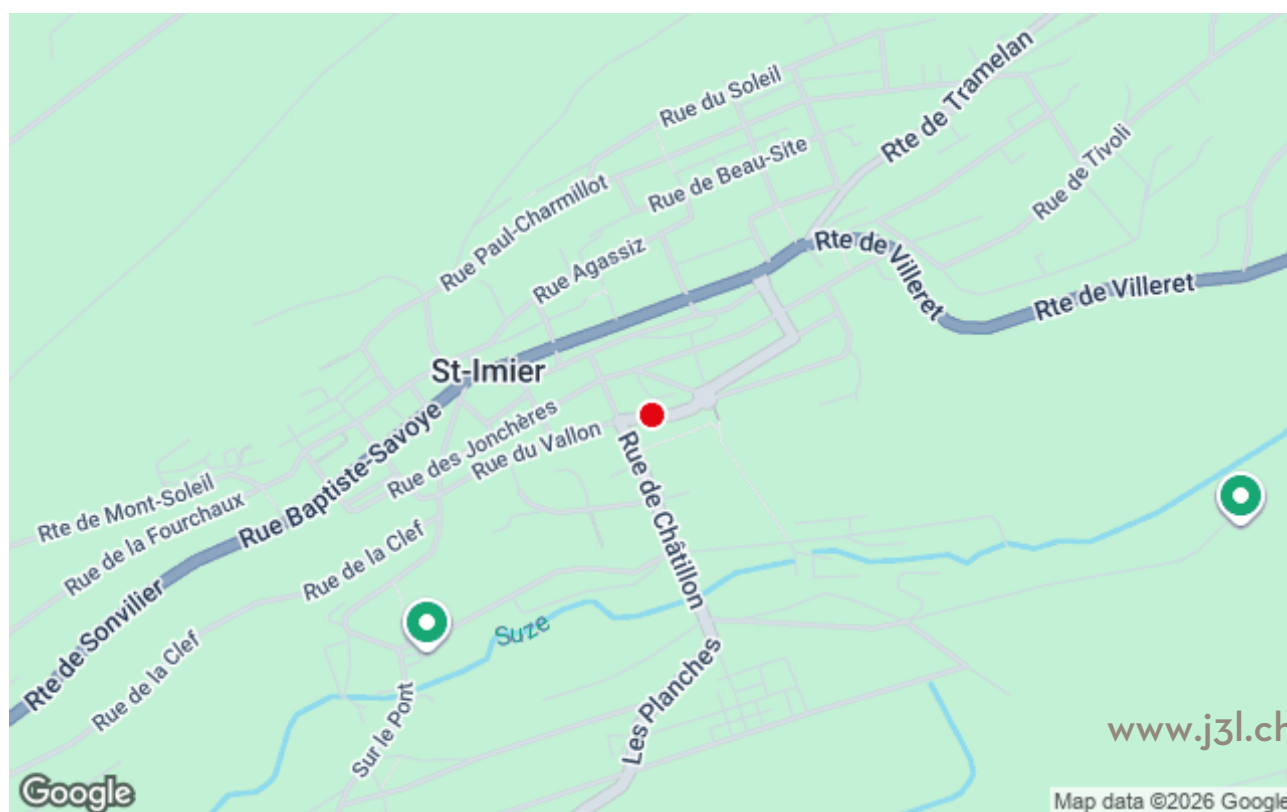 Rue du Soleil
Rte de Tramelan
Rue de Beau-Site
Rue de Tivoli
Rue Paul-Charmillot
Rue Agassiz
Rte de Villeret
Rte de Villeret
St-Imier
Rue des Jonchères
Rue du Vallon
Rue Baptiste-Savoye
Rte de Mont-Soleil
Rue de la Fourchaux
Rue de Châtillon
Rue de la Clef
Rte de Sonvilier
Rue de la Clef
Suze
Sur le Pont
Les Planches
www.j3l.ch
Google
Map data ©2026 Google